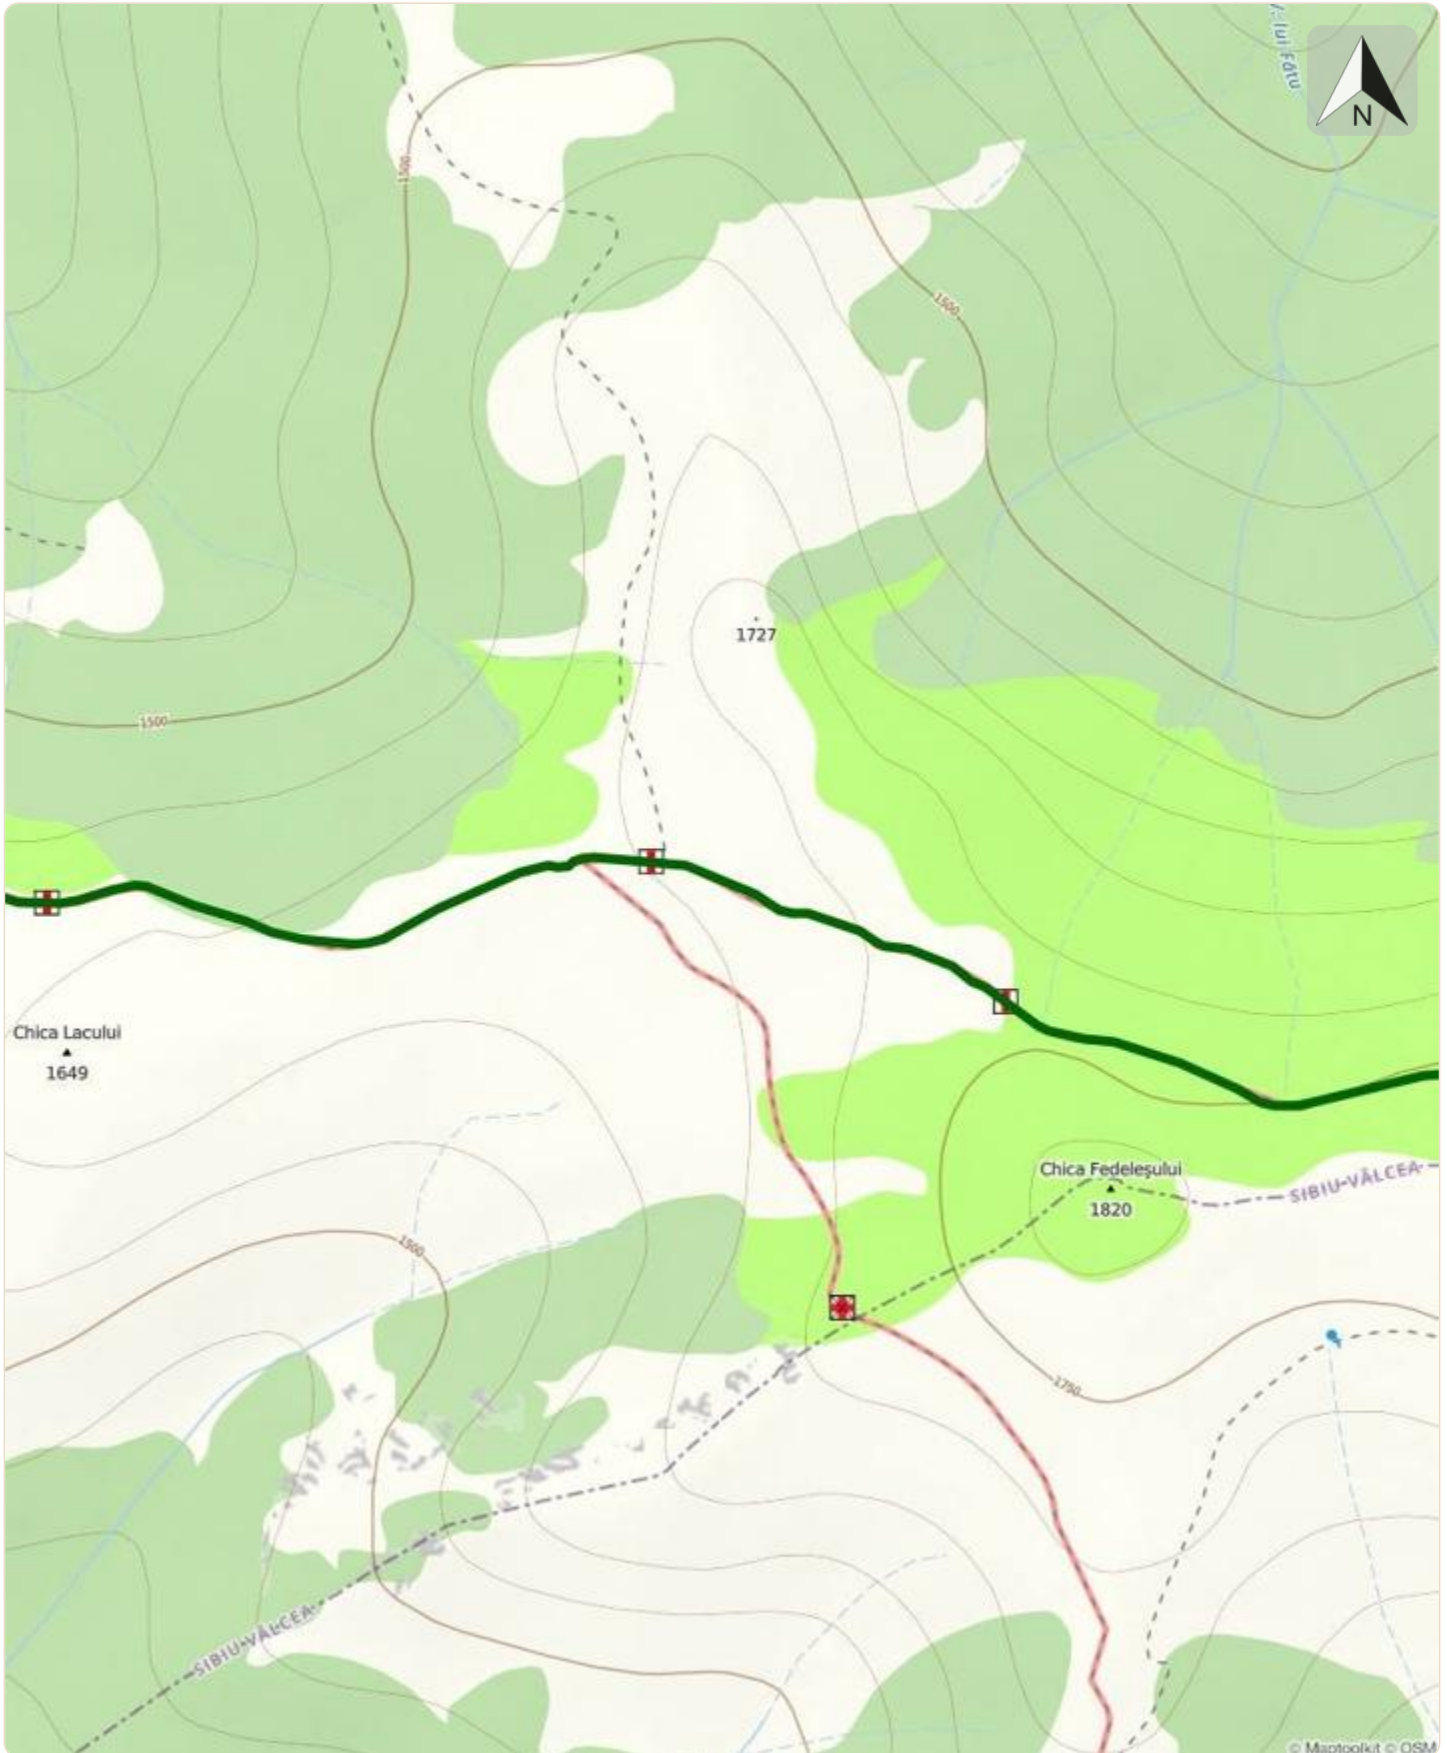 V. lui Fătu
N
1500
1500
1727
1500
Chica Lacului
1649
Chica Fedeleșului
1820
SIBIU-VÂLCEA
1500
1750
SIBIU-VÂLCEA
© Maptoolkit © OSM